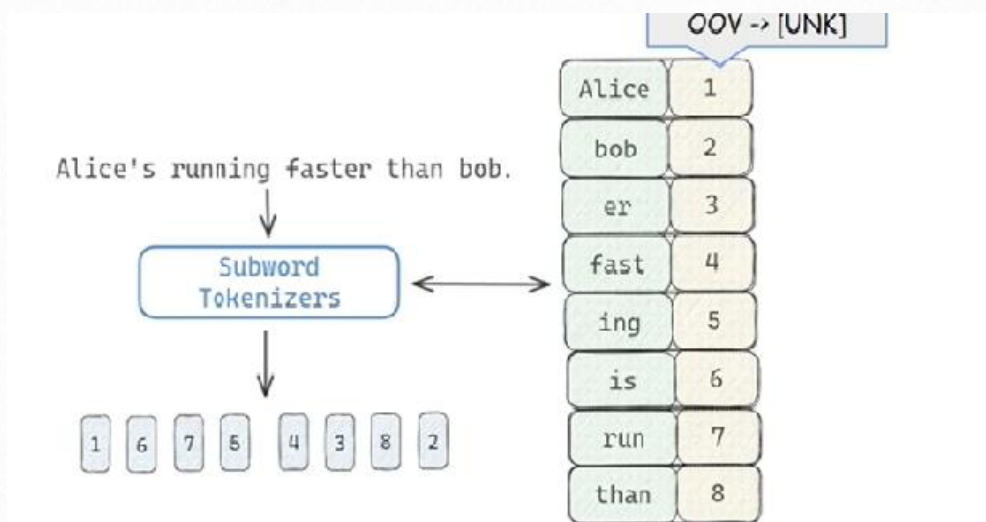 OOV -> [UNK]
Alice 1
bob 2
er 3
fast 4
ing 5
is 6
run 7
than 8
Alice's running faster than bob.
Subword
Tokenizers
1 6 7 5 4 3 8 2